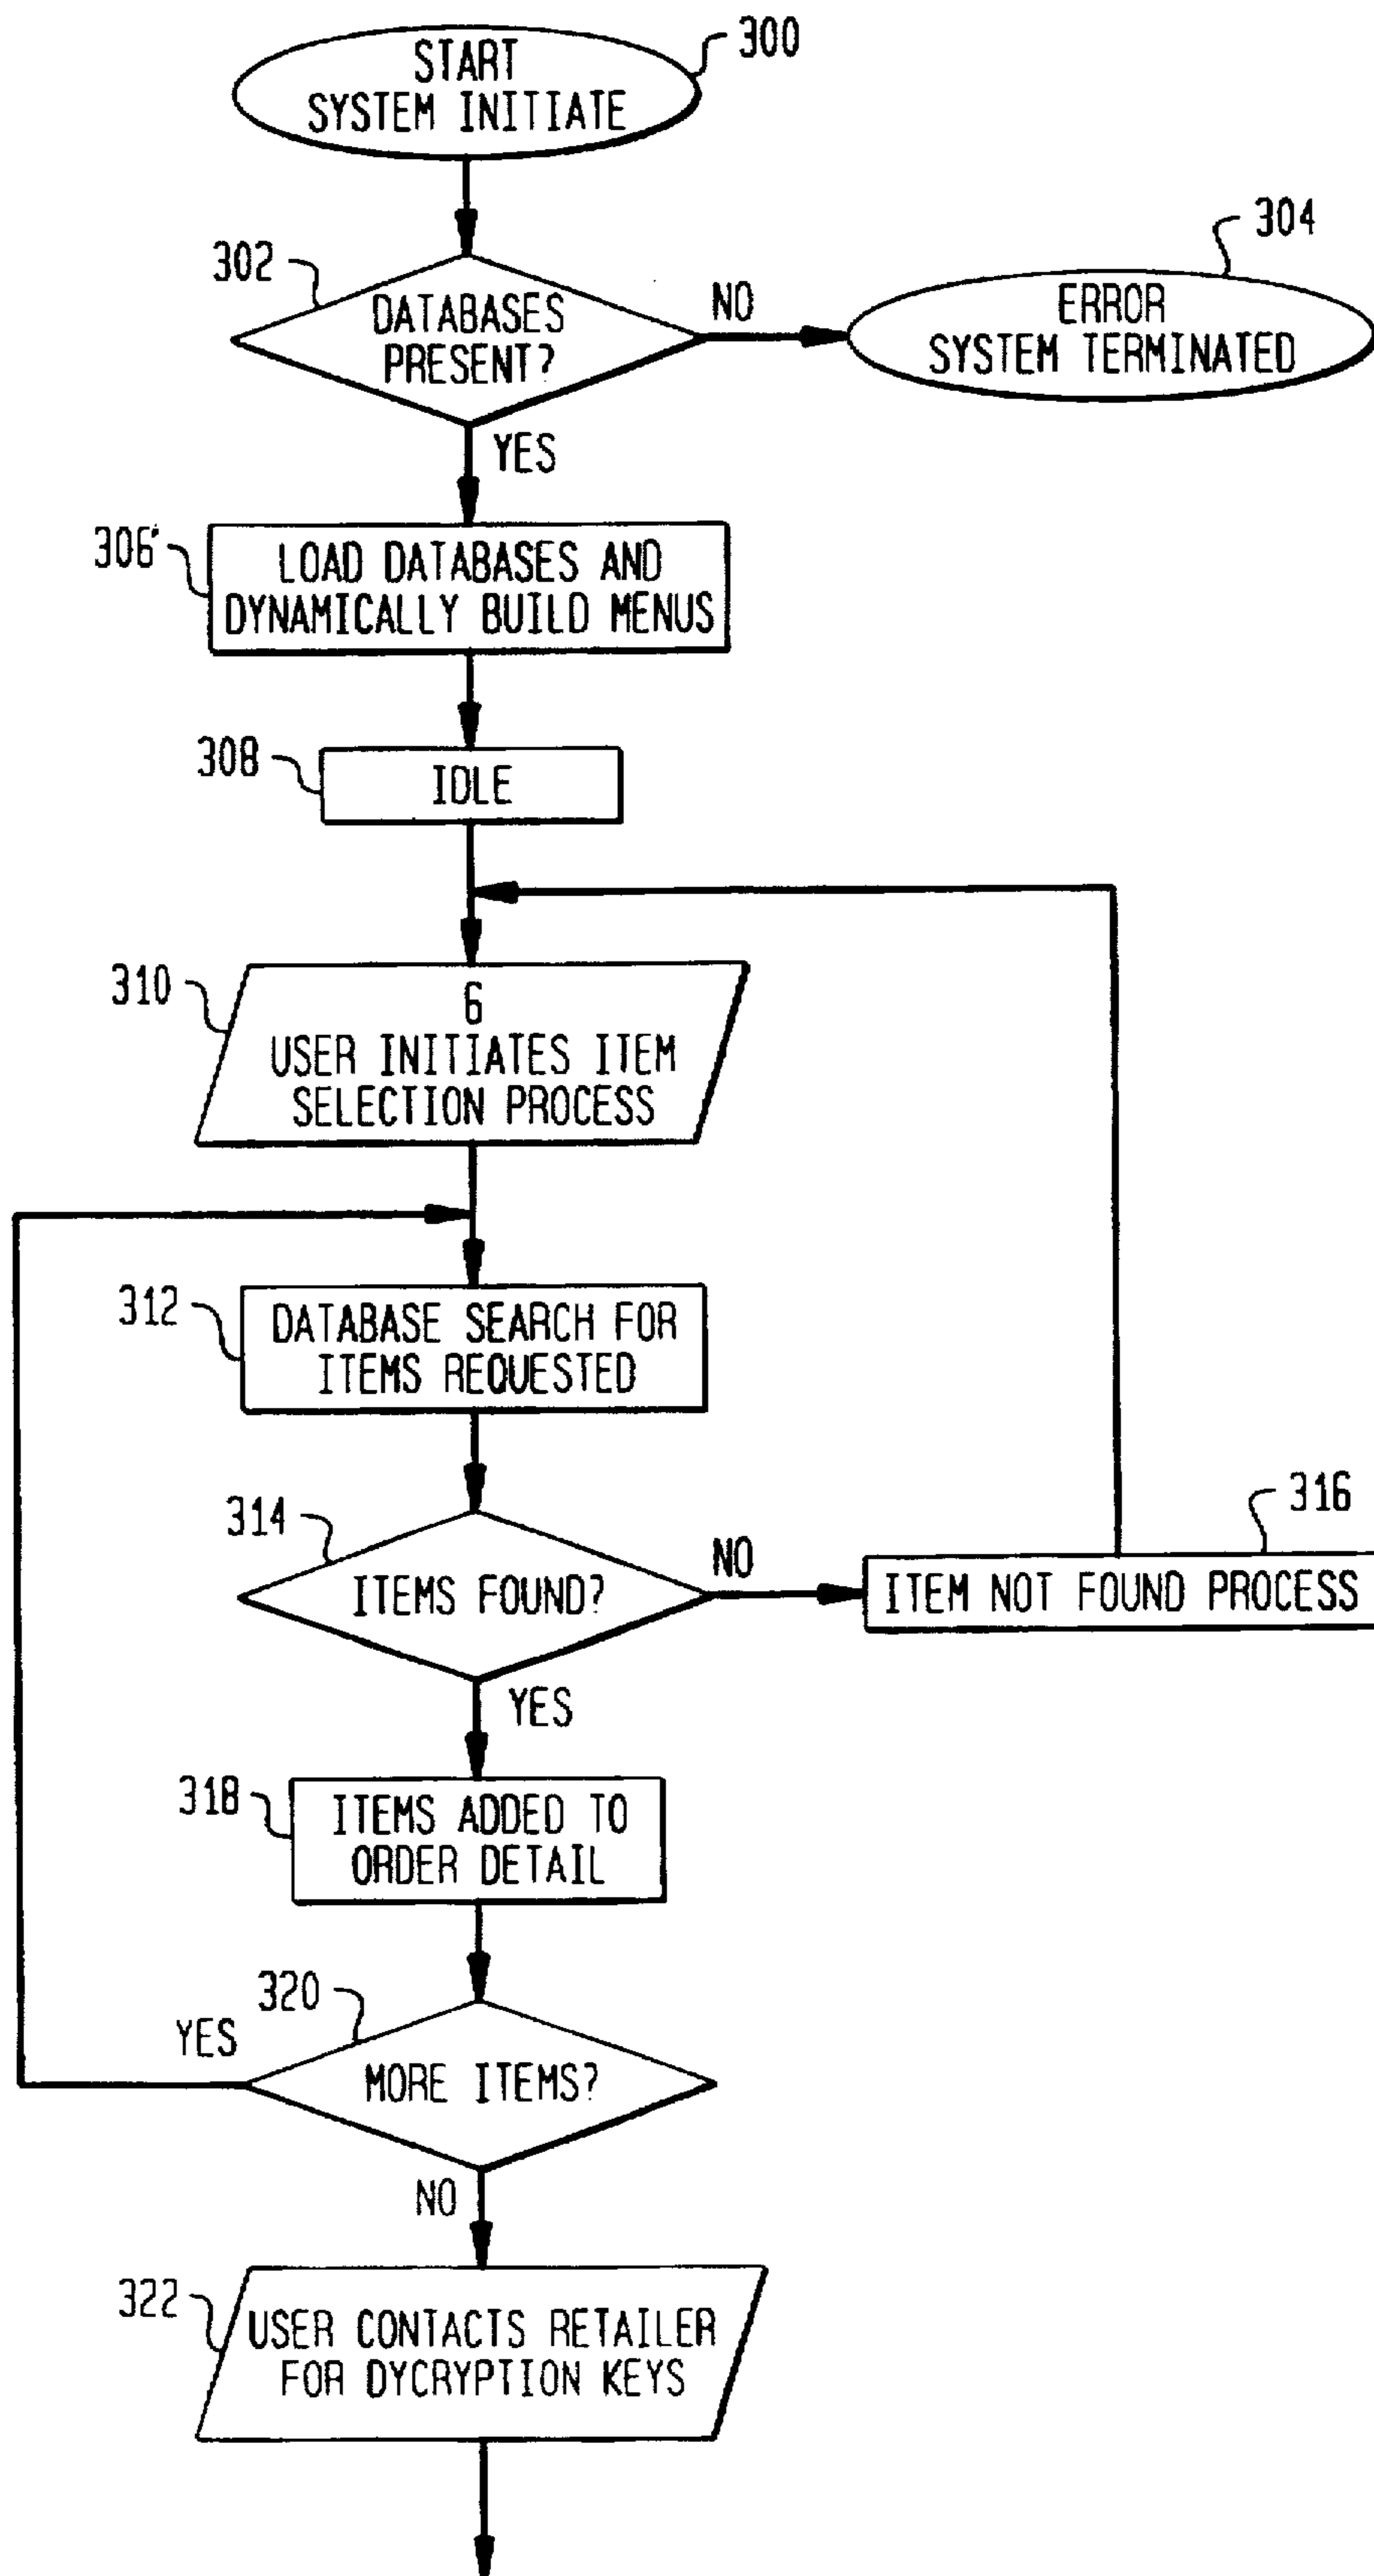 300
START
SYSTEM INITIATE
304
302
DATABASES
PRESENT?
NO
ERROR
SYSTEM TERMINATED
YES
306
LOAD DATABASES AND
DYNAMICALLY BUILD MENUS
308
IDLE
310
6
USER INITIATES ITEM
SELECTION PROCESS
312
DATABASE SEARCH FOR
ITEMS REQUESTED
314
ITEMS FOUND?
NO
316
ITEM NOT FOUND PROCESS
YES
318
ITEMS ADDED TO
ORDER DETAIL
320
YES
MORE ITEMS?
NO
322
USER CONTACTS RETAILER
FOR DYCRYPTION KEYS